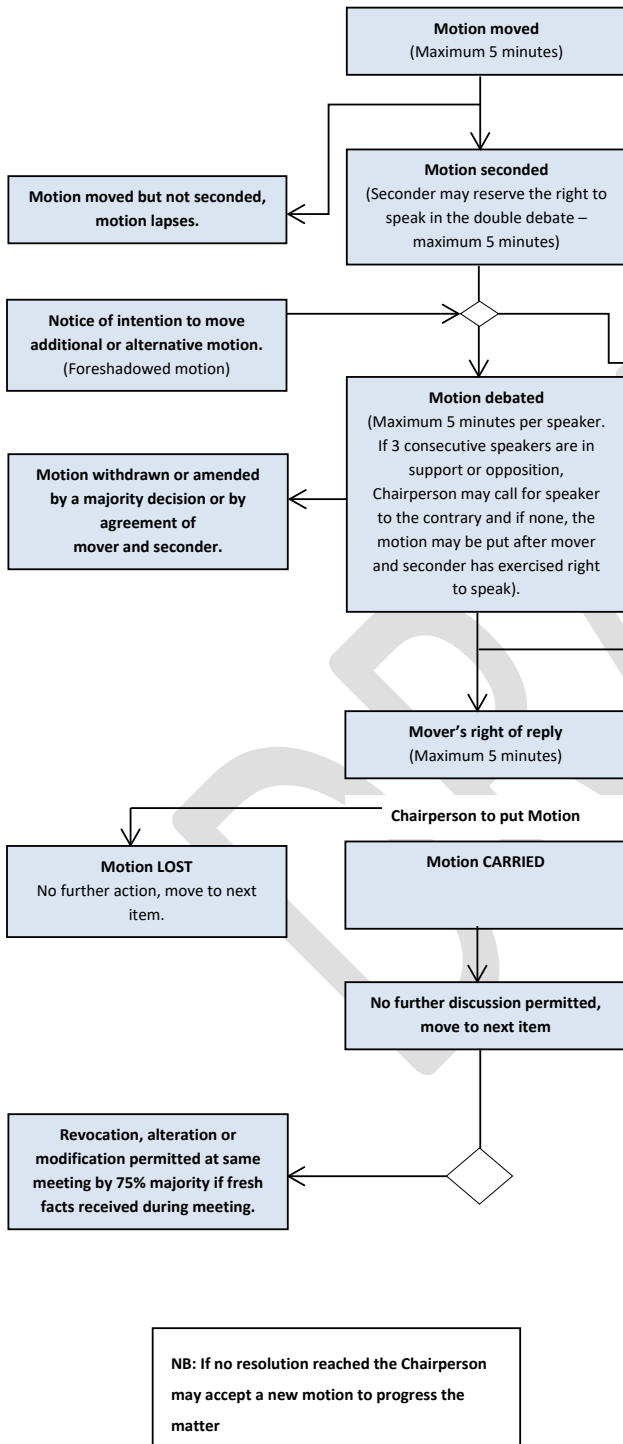 Motion moved
(Maximum 5 minutes)
Motion seconded
(Seconder may reserve the right to
speak in the double debate –
maximum 5 minutes)
Motion moved but not seconded,
motion lapses.
Notice of intention to move
additional or alternative motion.
(Foreshadowed motion)
Motion debated
(Maximum 5 minutes per speaker.
If 3 consecutive speakers are in
support or opposition,
Chairperson may call for speaker
to the contrary and if none, the
motion may be put after mover
and seconder has exercised right
to speak).
Motion withdrawn or amended
by a majority decision or by
agreement of
mover and seconder.
Mover’s right of reply
(Maximum 5 minutes)
Chairperson to put Motion
Motion LOST
No further action, move to next
item.
Motion CARRIED
No further discussion permitted,
move to next item
Revocation, alteration or
modification permitted at same
meeting by 75% majority if fresh
facts received during meeting.
NB: If no resolution reached the Chairperson
may accept a new motion to progress the
matter